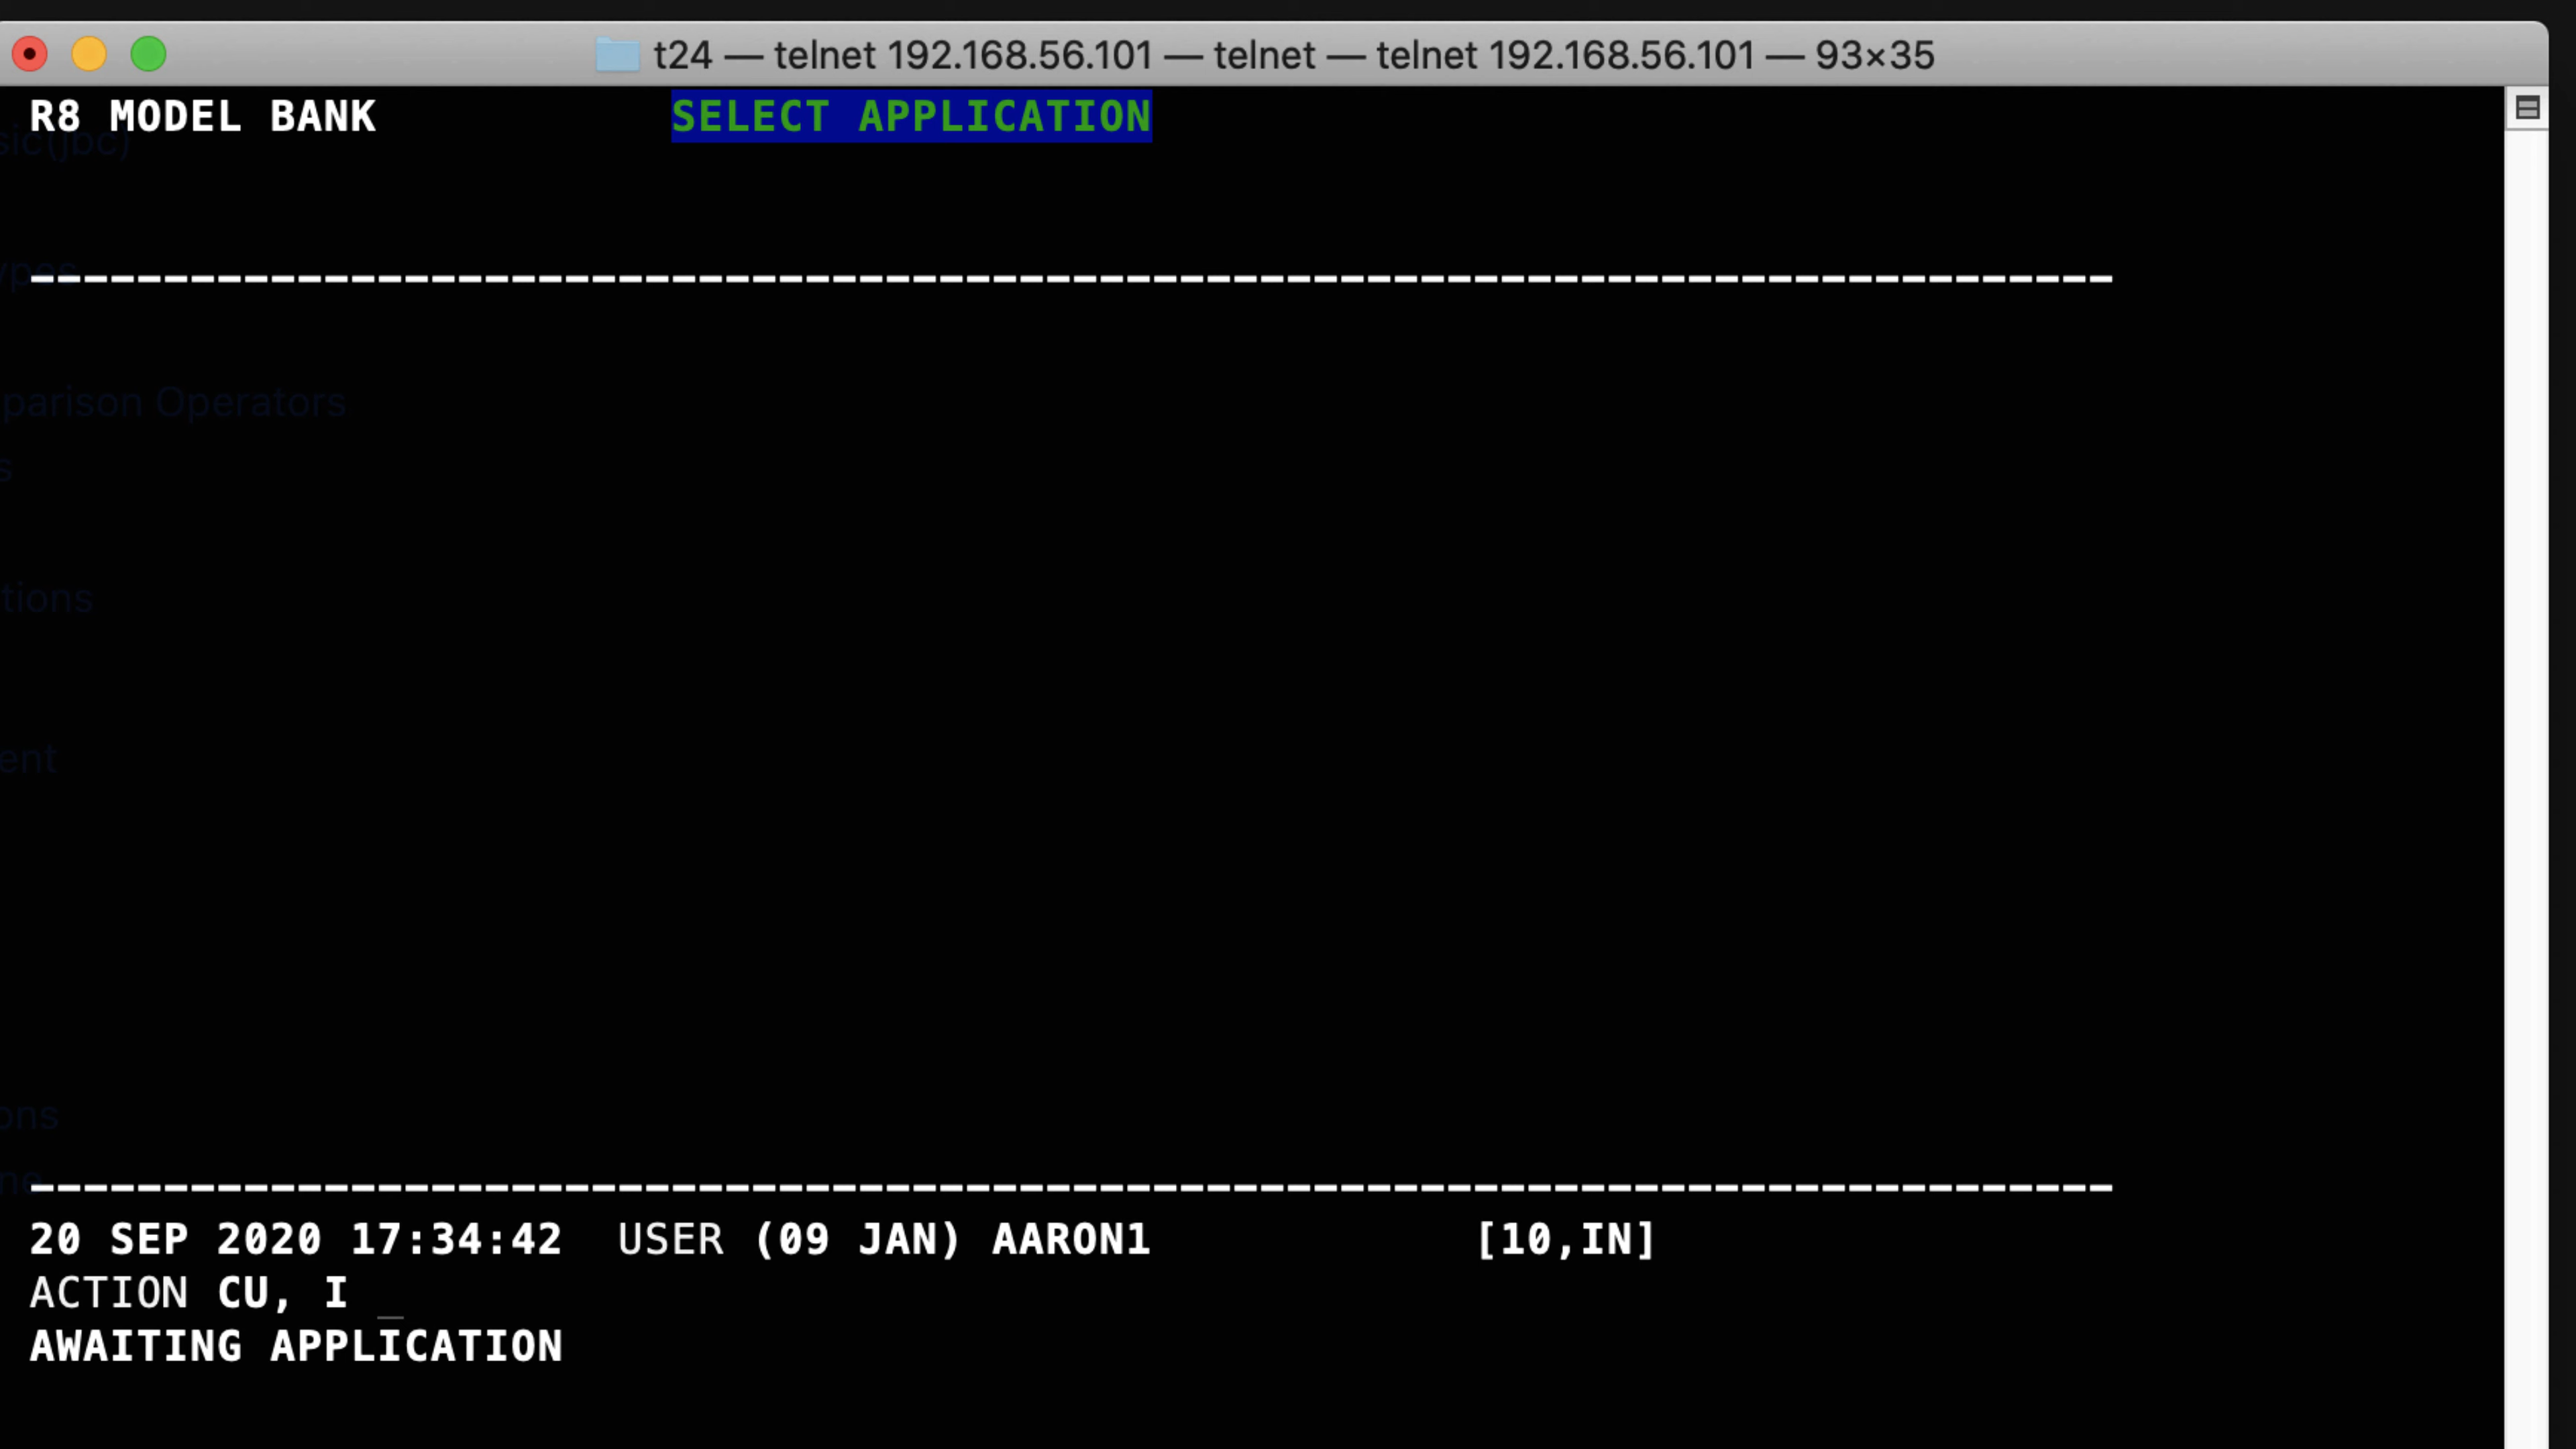 t24 — telnet 192.168.56.101 — telnet — telnet 192.168.56.101 — 93×35
R8 MODEL BANK SELECT APPLICATION
sic(jbc)
ypes
------------------------------------------------------------------------------
parison Operators
s
tions
ent
ons
ne
------------------------------------------------------------------------------
20 SEP 2020 17:34:42 USER (09 JAN) AARON1 [10,IN]
ACTION CU, I _
AWAITING APPLICATION